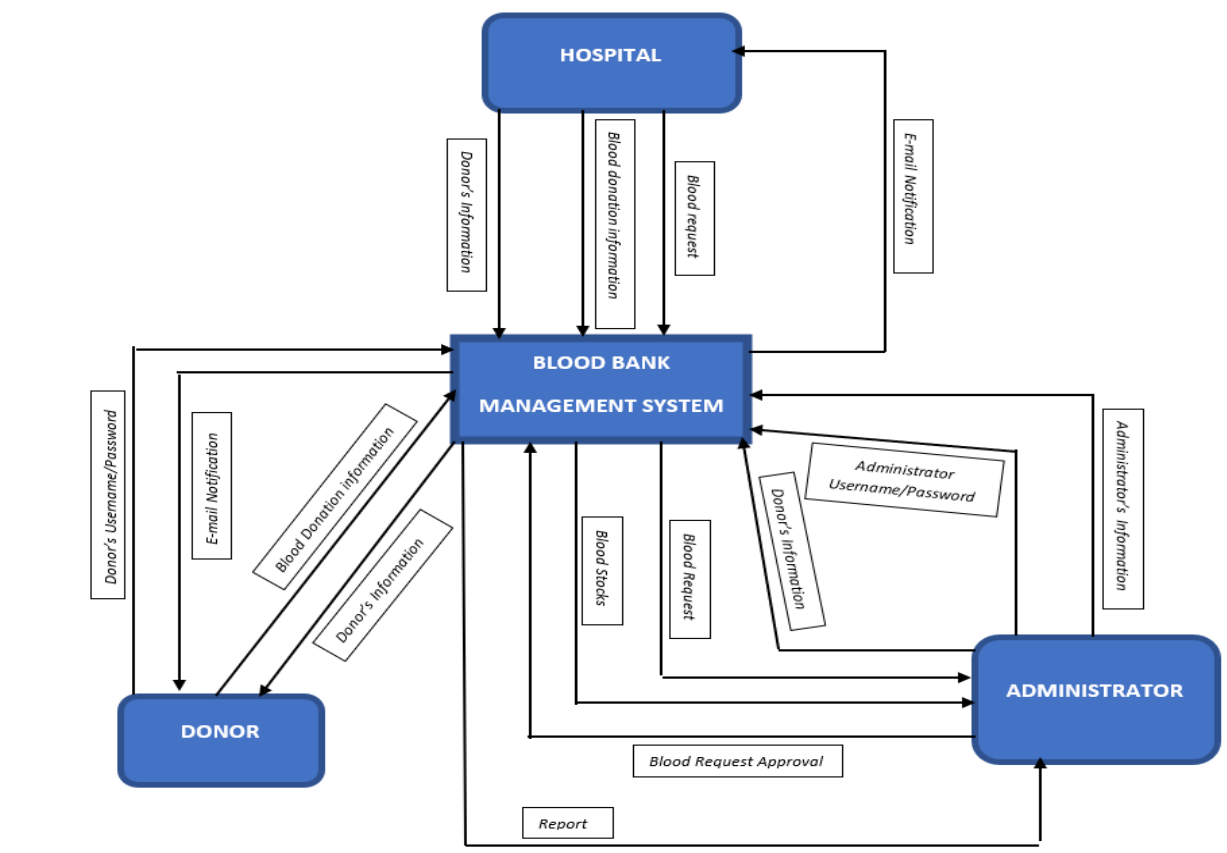 HOSPITAL
Donor's Information
Blood donation information
Blood request
E-mail Notification
BLOOD BANK
MANAGEMENT SYSTEM
Donor's Username/Password
E-mail Notification
Blood Donation information
Donor's Information
Blood Stocks
Blood Request
Donor's Information
Administrator
Username/Password
Administrator's Information
DONOR
ADMINISTRATOR
Blood Request Approval
Report